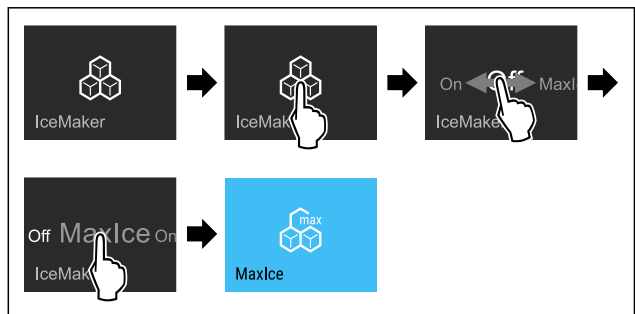 IceMaker
IceMak
On Off MaxI
IceMake
Off MaxIce On
IceMak
max
MaxIce